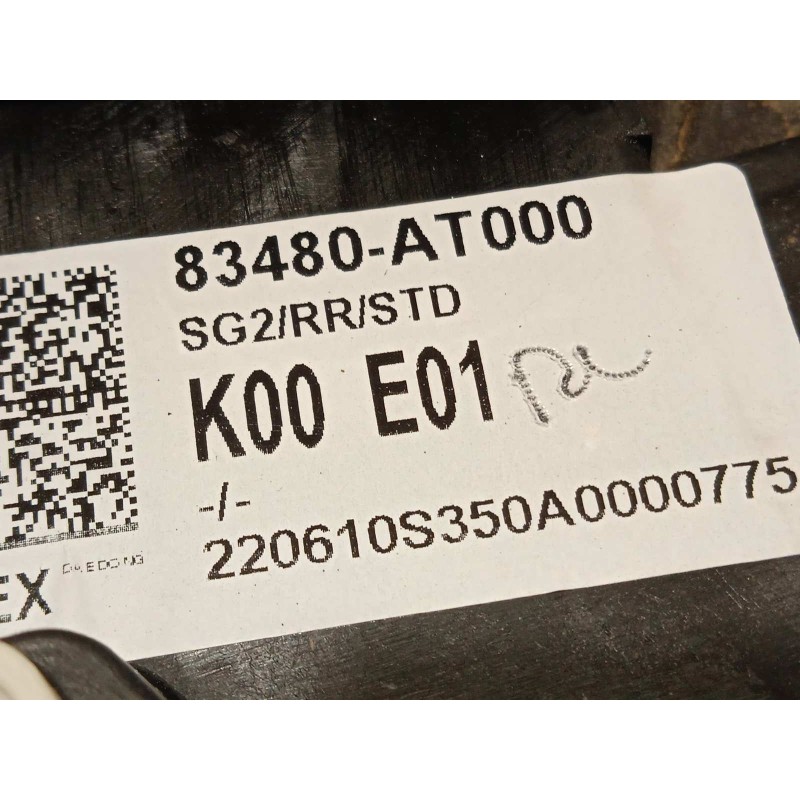 83480-AT000
SG2/RR/STD
K00 E01
-/-
220610S350A0000775
EX